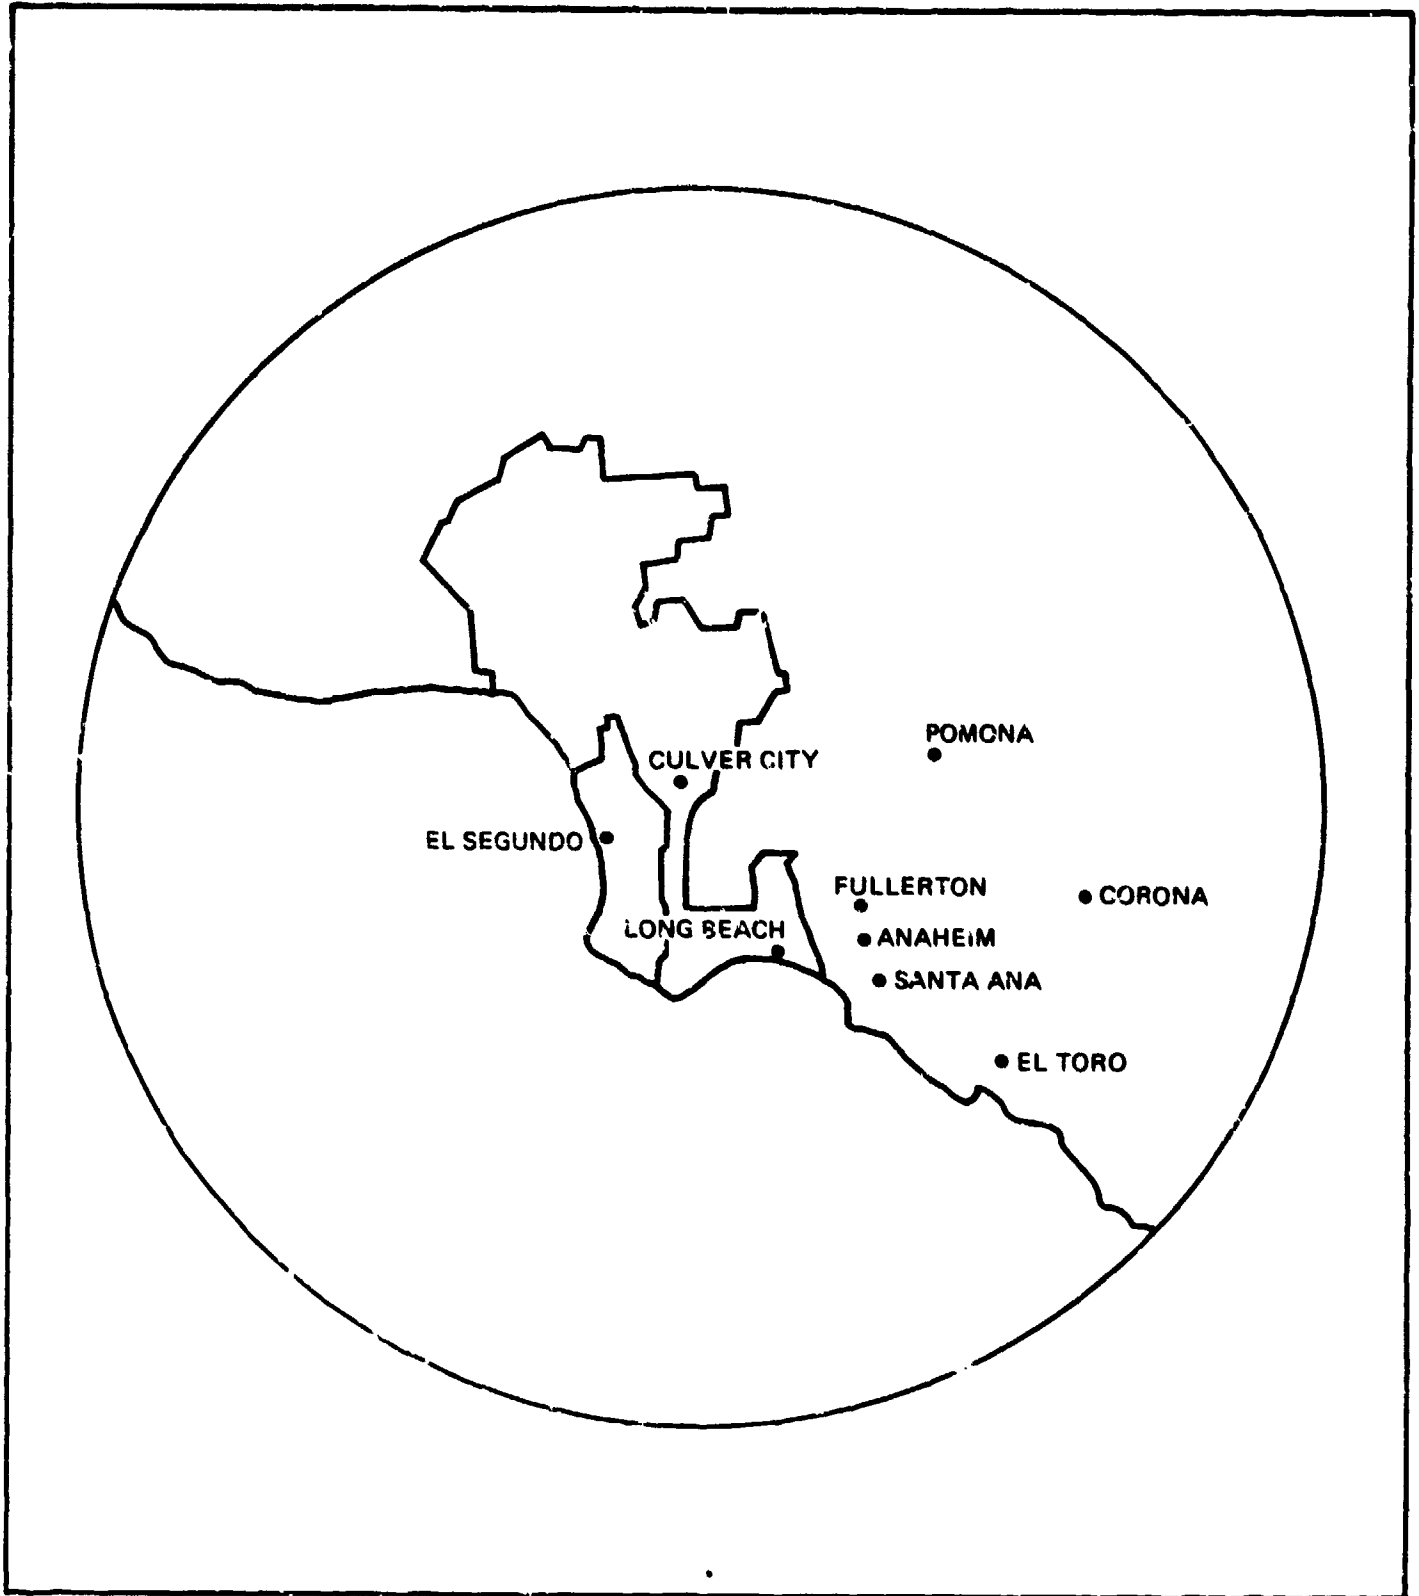 POMONA
CULVER CITY
EL SEGUNDO
FULLERTON
CORONA
LONG BEACH
ANAHEIM
SANTA ANA
EL TORO